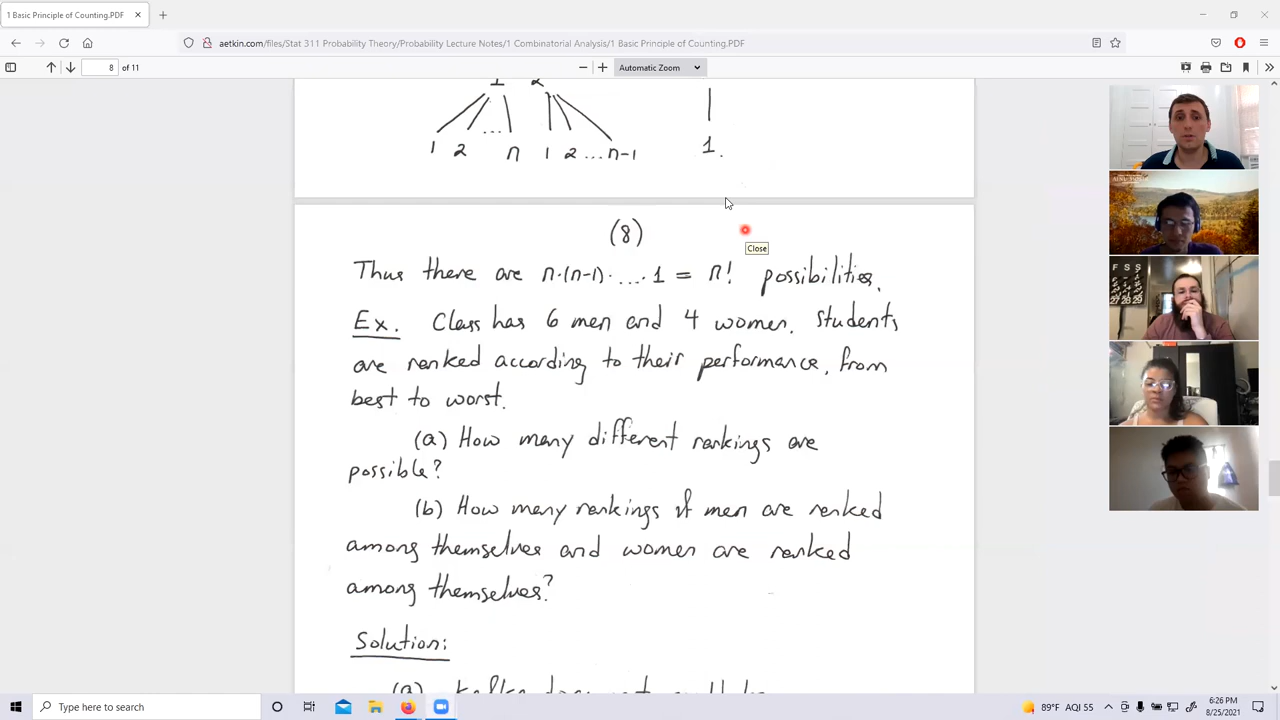 1 Basic Principle of Counting.PDF
aetkin.com/files/Stat 311 Probability Theory/Probability Lecture Notes/1 Combinatorial Analysis/1 Basic Principle of Counting.PDF
8 of 11
Automatic Zoom
1 2
1 2 ... n 1 2 ... n-1 1.
(8)
Close
Thus there are n·(n-1)· ... ·1 = n! possibilities.
Ex. Class has 6 men and 4 women. Students
are ranked according to their performance, from
best to worst.
(a) How many different rankings are
possible?
(b) How many rankings if men are ranked
among themselves and women are ranked
among themselves?
Solution:
(a)
F S S
Type here to search
89°F AQI 55
6:26 PM
8/25/2021